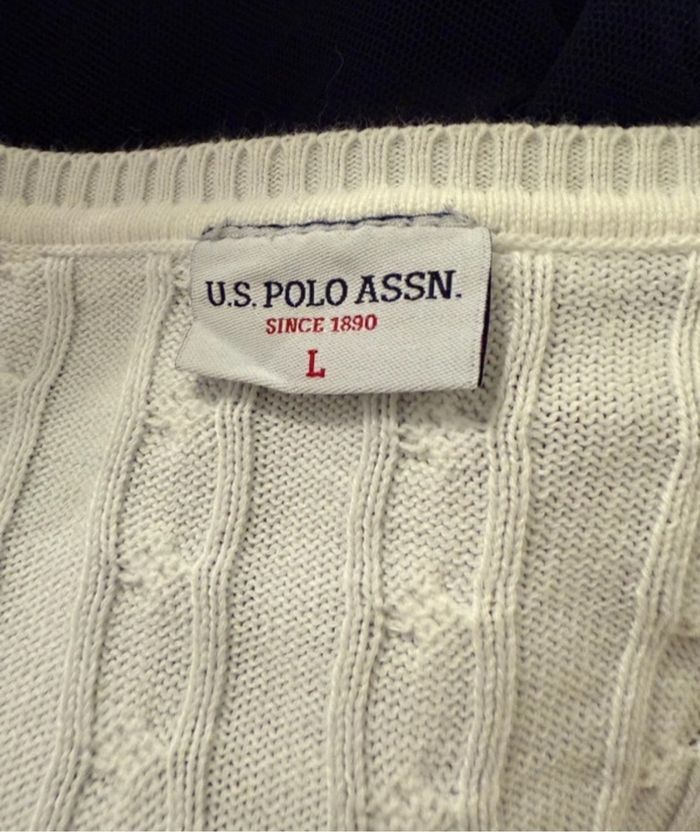 U.S. POLO ASSN.
SINCE 1890
L